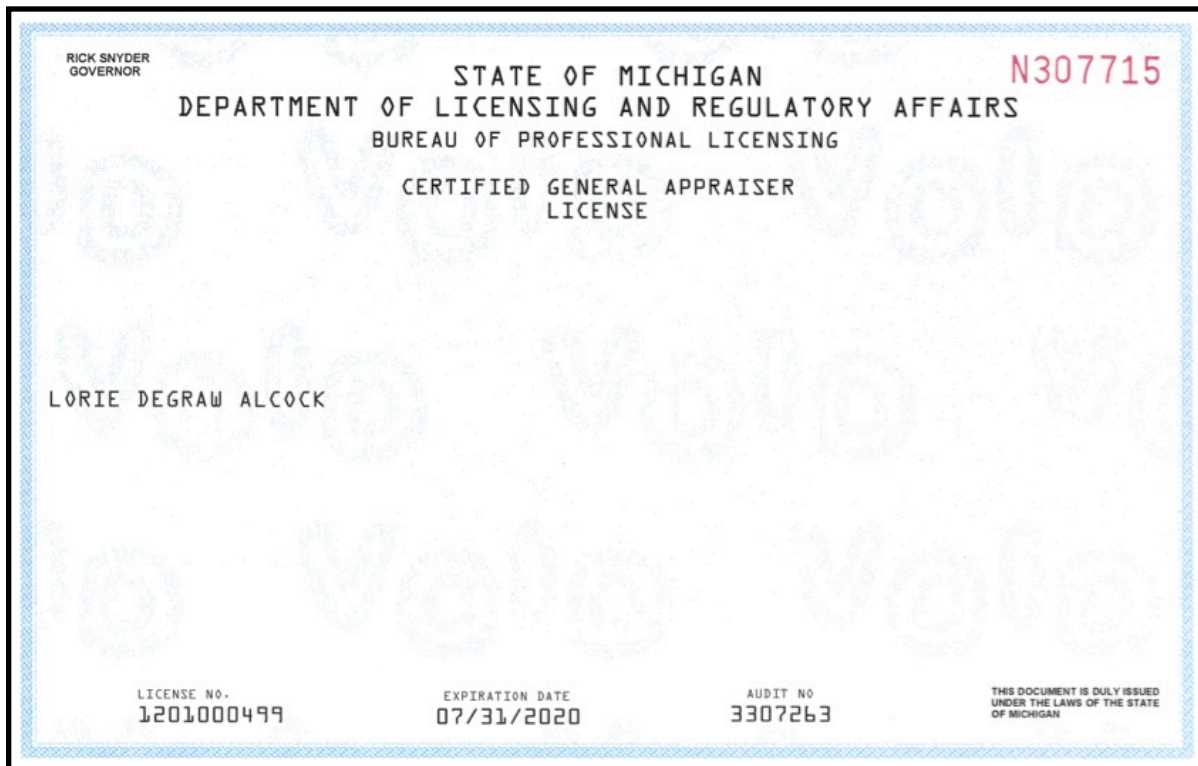 RICK SNYDER
GOVERNOR
N307715
STATE OF MICHIGAN
DEPARTMENT OF LICENSING AND REGULATORY AFFAIRS
BUREAU OF PROFESSIONAL LICENSING
CERTIFIED GENERAL APPRAISER
LICENSE
LORIE DEGRAW ALCOCK
LICENSE NO.
1201000499
EXPIRATION DATE
07/31/2020
AUDIT NO
3307263
THIS DOCUMENT IS DULY ISSUED
UNDER THE LAWS OF THE STATE
OF MICHIGAN